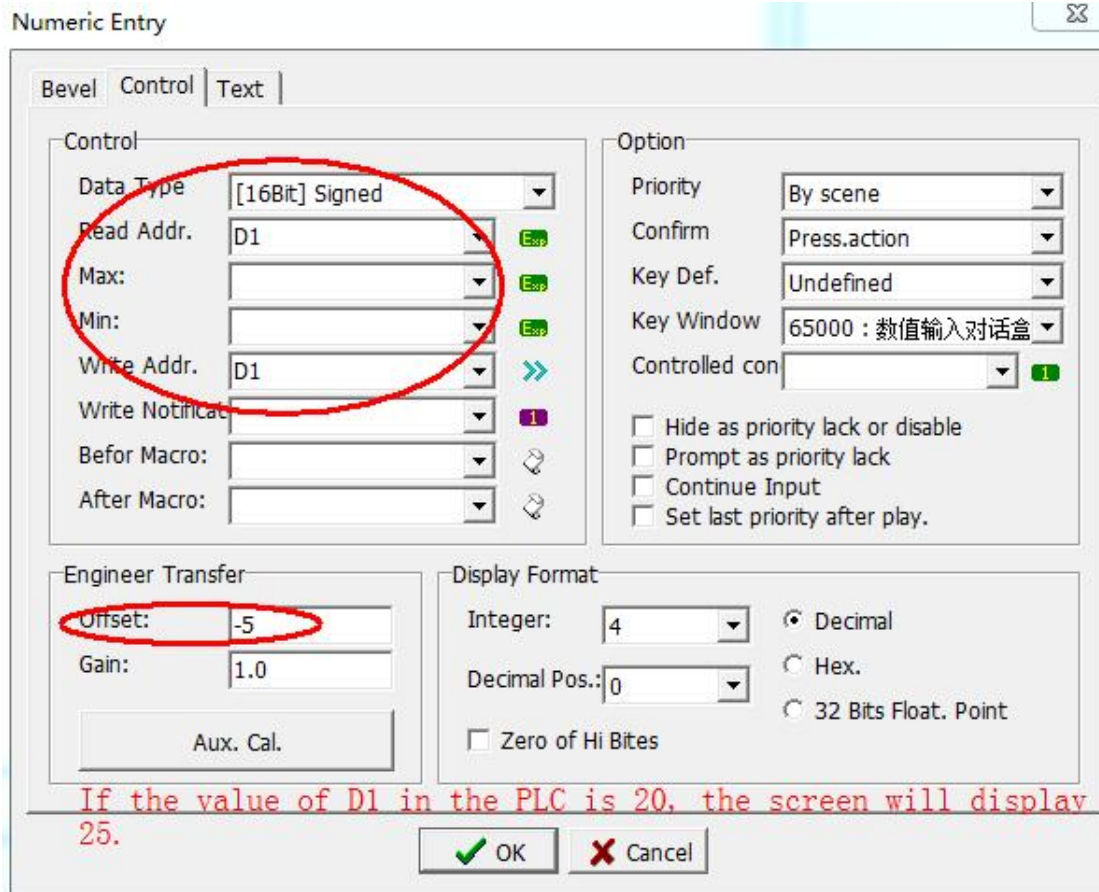 Numeric Entry
Bevel Control Text
Control
Data Type [16Bit] Signed
Read Addr. D1 Exp
Max: Exp
Min: Exp
Write Addr. D1
Write Notificat 1
Befor Macro:
After Macro:
Option
Priority By scene
Confirm Press.action
Key Def. Undefined
Key Window 65000 : 数值输入对话盒
Controlled con 1
Hide as priority lack or disable
Prompt as priority lack
Continue Input
Set last priority after play.
Engineer Transfer
Offset: -5
Gain: 1.0
Aux. Cal.
Display Format
Integer: 4
Decimal Pos.: 0
Zero of Hi Bites
Decimal
Hex.
32 Bits Float. Point
If the value of D1 in the PLC is 20, the screen will display
25.
OK Cancel